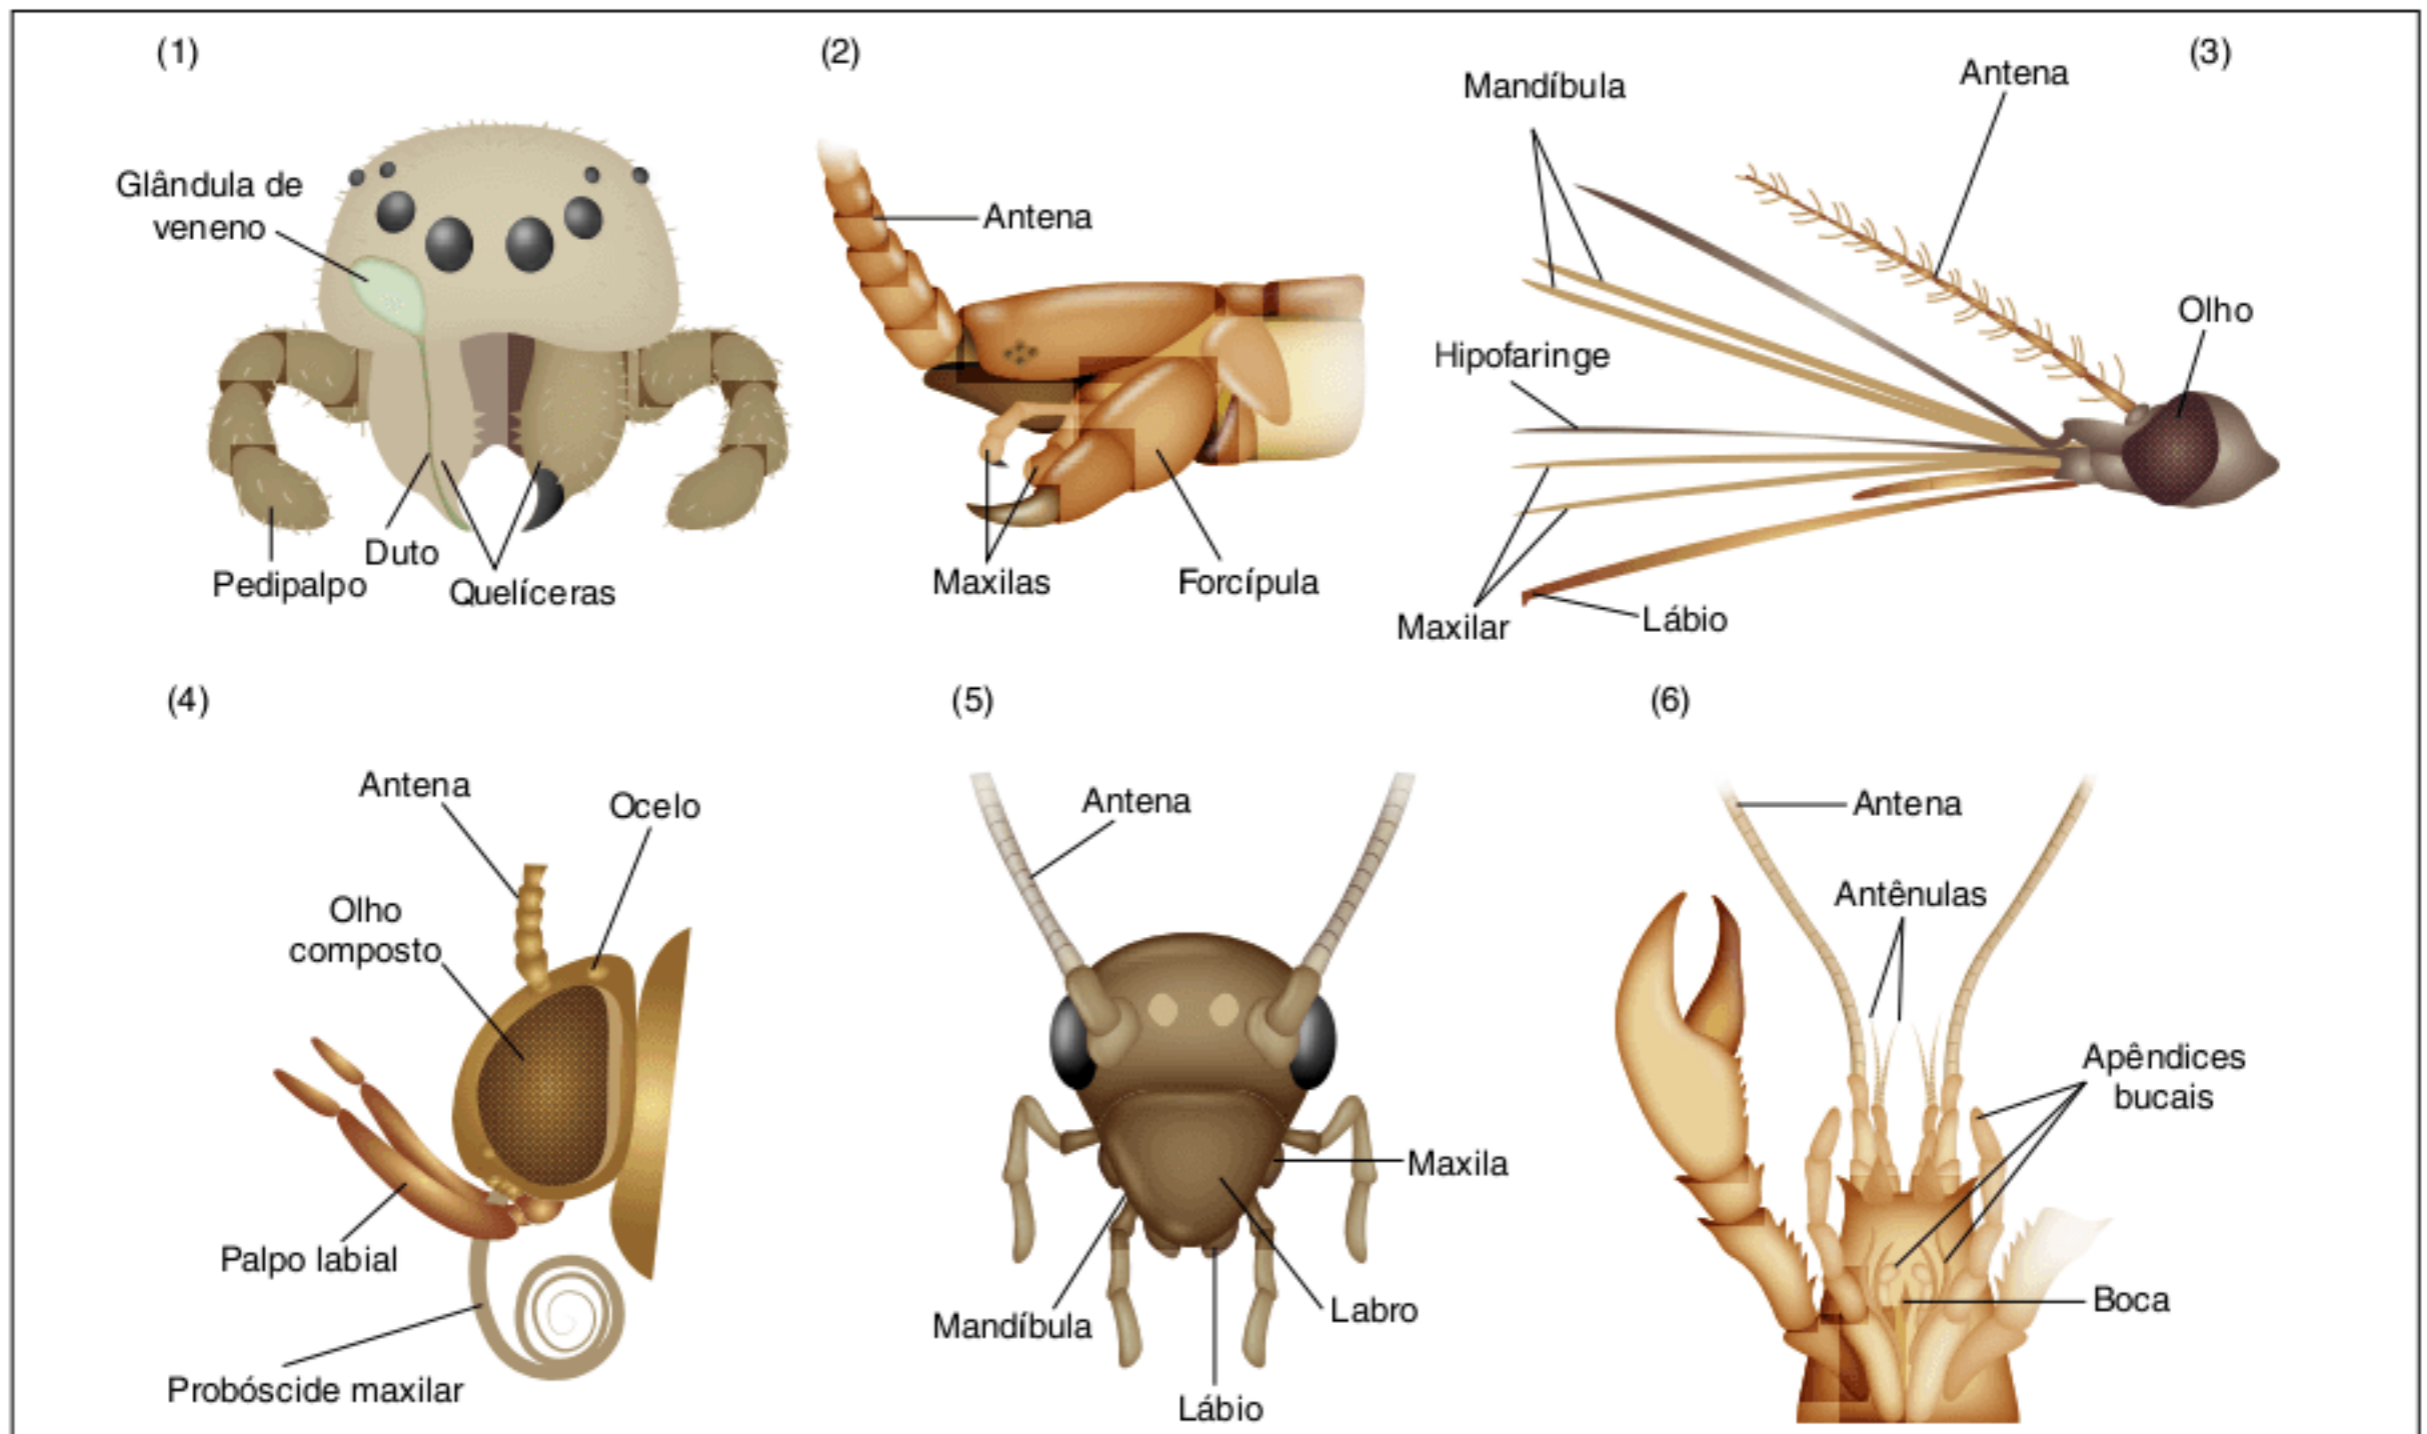 (1)
Glândula de
veneno
Pedipalpo
Duto
Quelíceras
(2)
Antena
Maxilas
Forcípula
(3)
Mandíbula
Antena
Olho
Hipofaringe
Maxilar
Lábio
(4)
Antena
Ocelo
Olho
composto
Palpo labial
Probóscide maxilar
(5)
Antena
Maxila
Mandíbula
Labro
Lábio
(6)
Antena
Antênulas
Apêndices
bucais
Boca